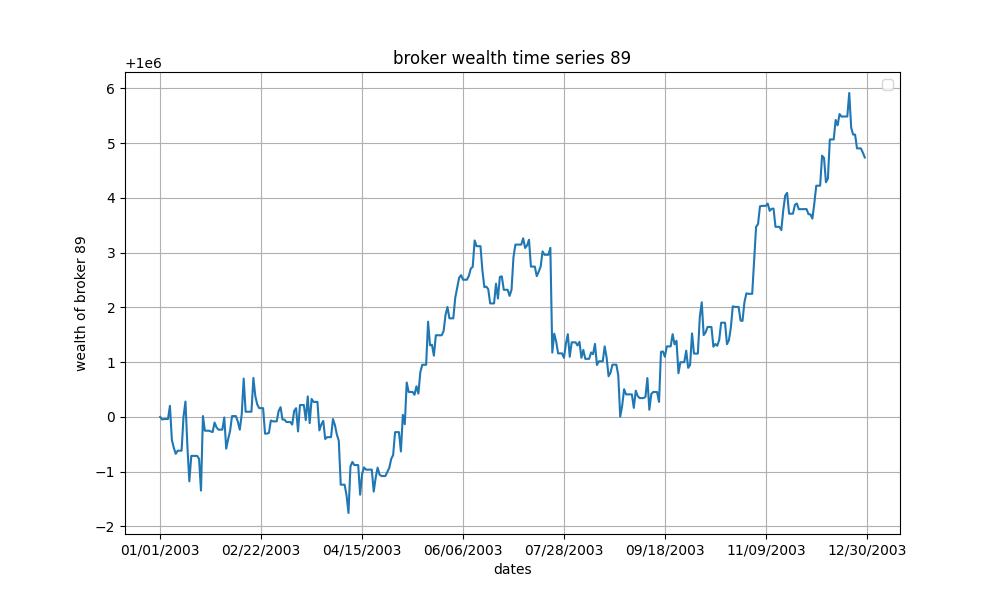 broker wealth time series 89
+1e6
6
5
4
3
2
1
0
−1
−2
wealth of broker 89
01/01/2003 02/22/2003 04/15/2003 06/06/2003 07/28/2003 09/18/2003 11/09/2003 12/30/2003
dates